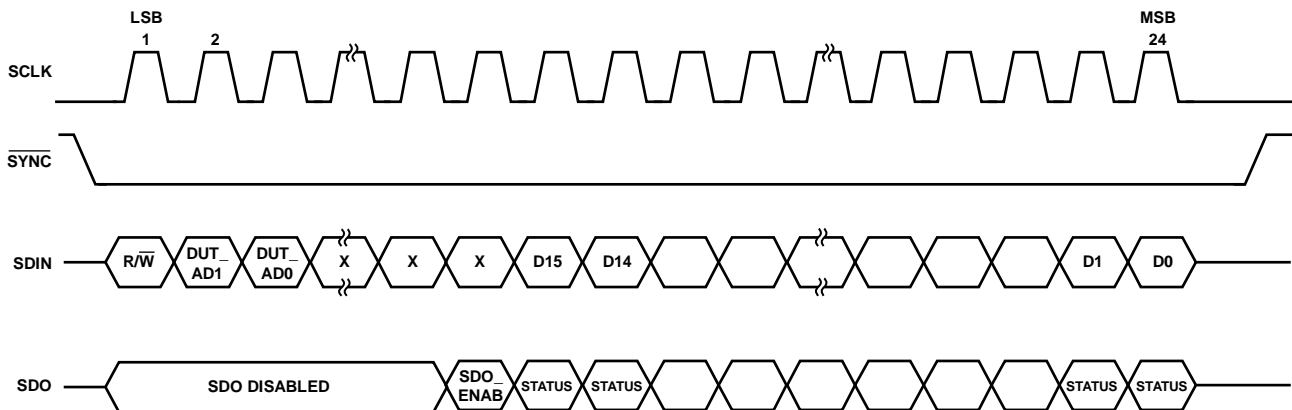 LSB MSB
1 2 24
SCLK
SYNC
SDIN R/W DUT_ DUT_ X X X D15 D14 D1 D0
AD1 AD0
SDO SDO DISABLED SDO_ STATUS STATUS STATUS STATUS
ENAB